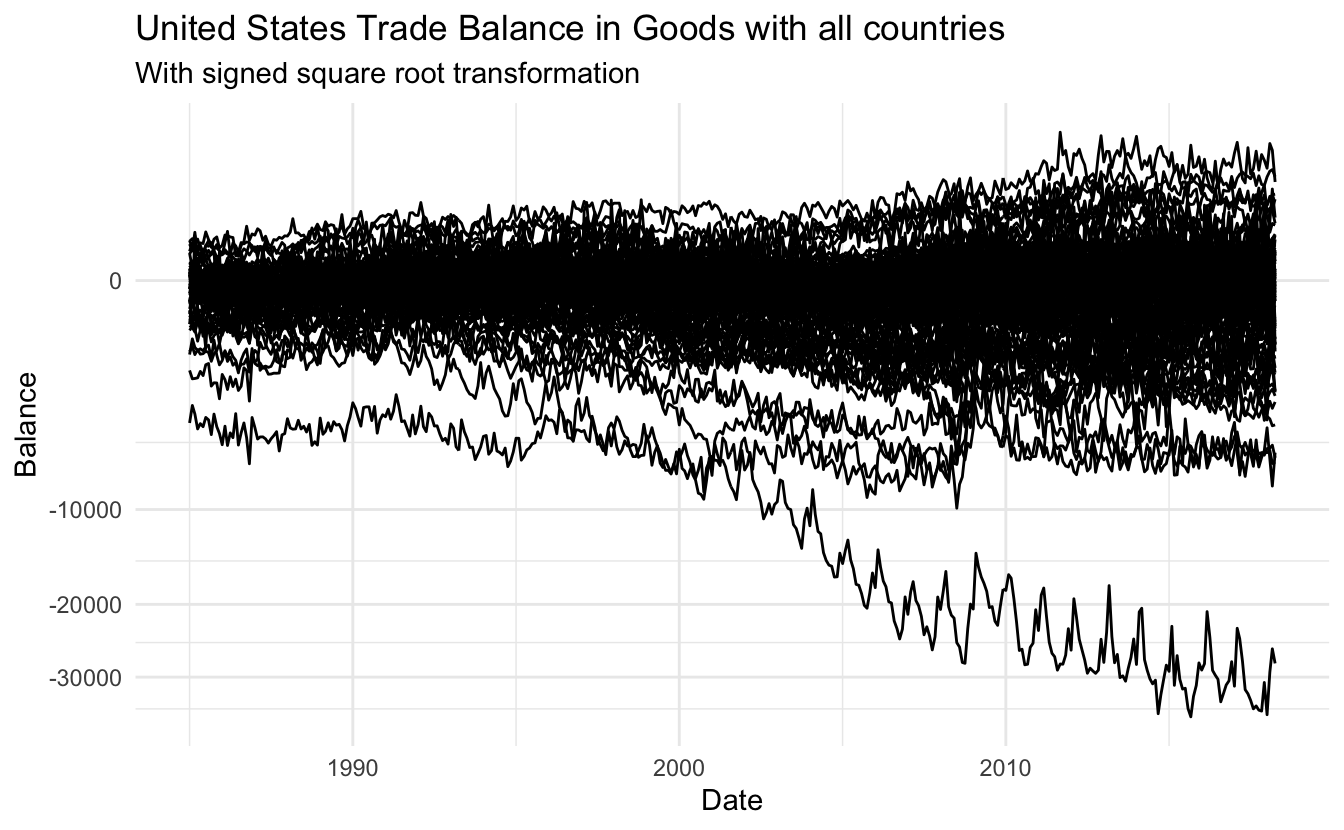 United States Trade Balance in Goods with all countries
With signed square root transformation
Balance
0
-10000
-20000
-30000
1990 2000 2010
Date